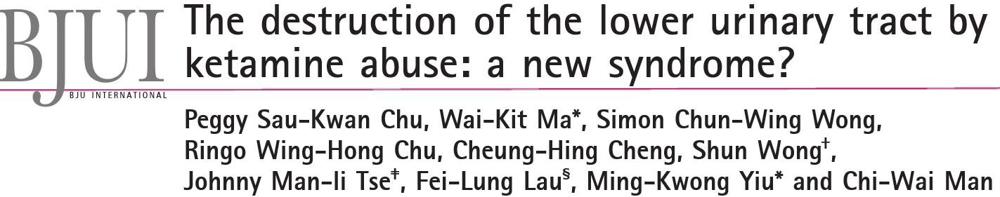 BJUI
BJU INTERNATIONAL
The destruction of the lower urinary tract by
ketamine abuse: a new syndrome?
Peggy Sau-Kwan Chu, Wai-Kit Ma*, Simon Chun-Wing Wong,
Ringo Wing-Hong Chu, Cheung-Hing Cheng, Shun Wong†,
Johnny Man-li Tse‡, Fei-Lung Lau§, Ming-Kwong Yiu* and Chi-Wai Man